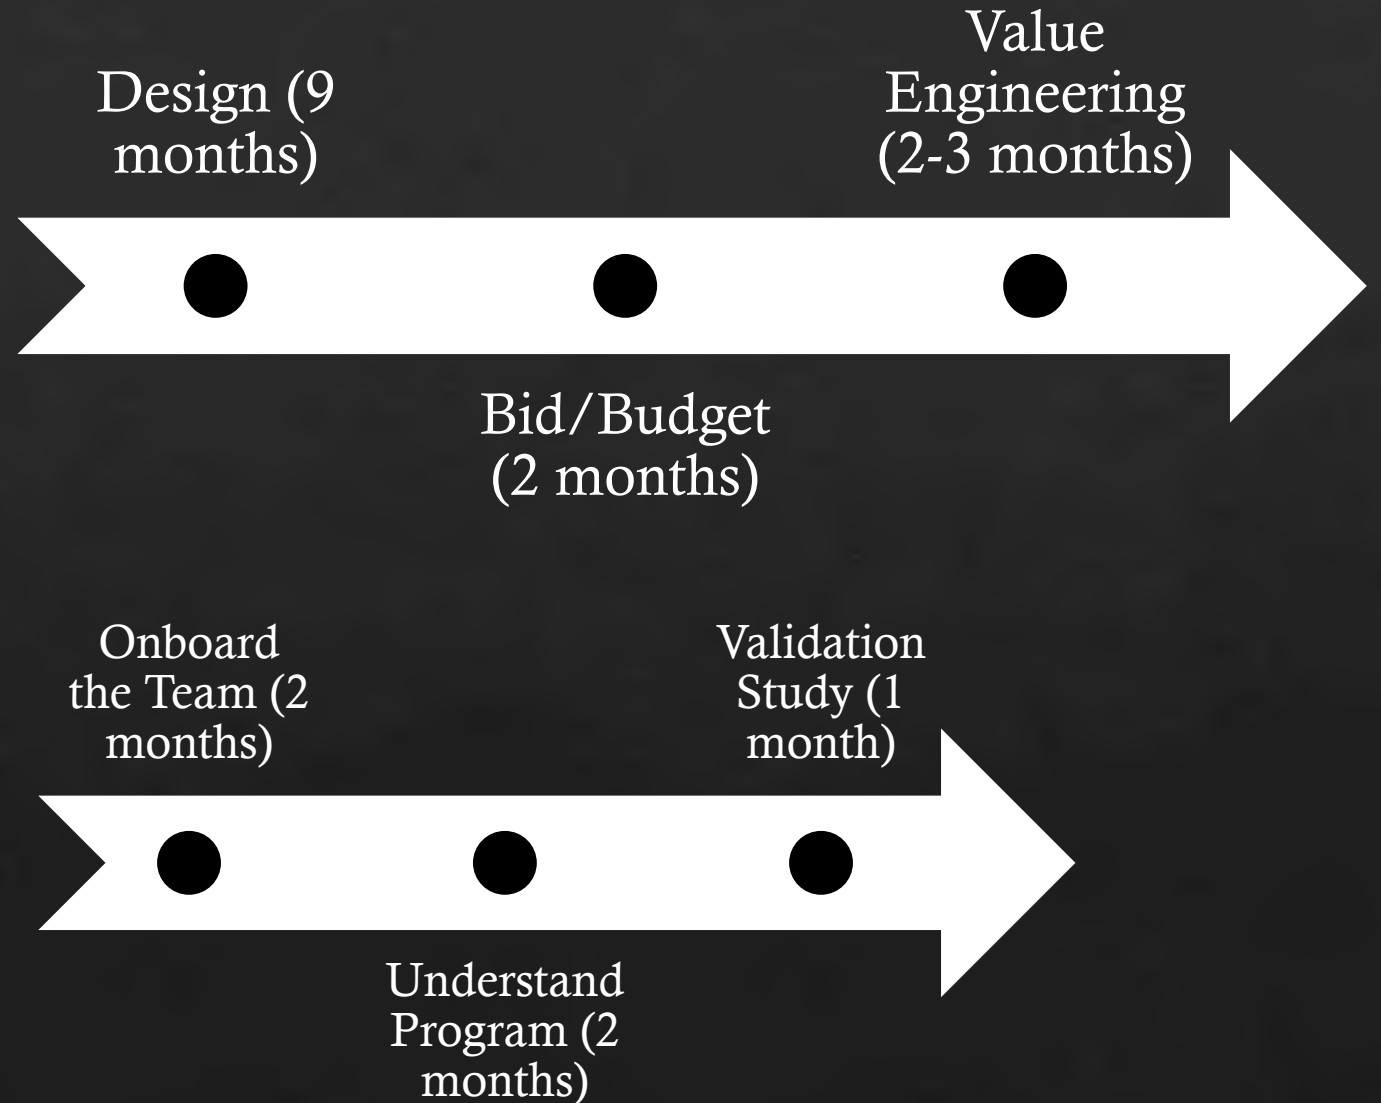 Design (9
months)
Value
Engineering
(2-3 months)
Bid/Budget
(2 months)
Onboard
the Team (2
months)
Validation
Study (1
month)
Understand
Program (2
months)